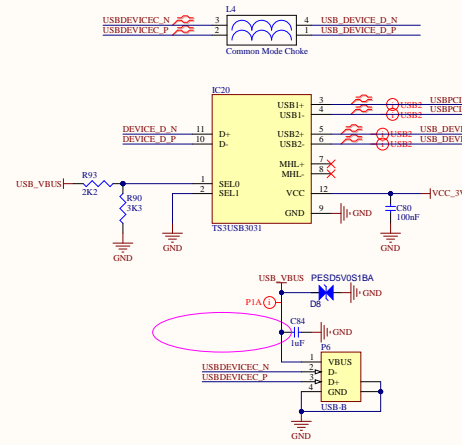 L4
USBDEVICEC_N 3 4 USB_DEVICE_D_N
USBDEVICEC_P 2 1 USB_DEVICE_D_P
Common Mode Choke
IC20
USB1+ 3 USBPCI
USB1- 4 i USB2 USBPCI
DEVICE_D_N 11 D+ USB2+ 5 USB_DEVI
DEVICE_D_P 10 D- USB2- 6 i USB2 USB_DEVI
MHL+ 7
MHL- 8
R93
USB_VBUS 1 SEL0 VCC 12 VCC_3V
2K2 2 SEL1
R90
3K3
C80
100nF
GND 9 GND
TS3USB3031
GND GND GND
USB_VBUS PESD5V0S1BA
GND
P1A i D8
C84
GND
1uF P6
1 VBUS
USBDEVICEC_N 2 D-
USBDEVICEC_P 3 D+
4 GND
USB-B
GND